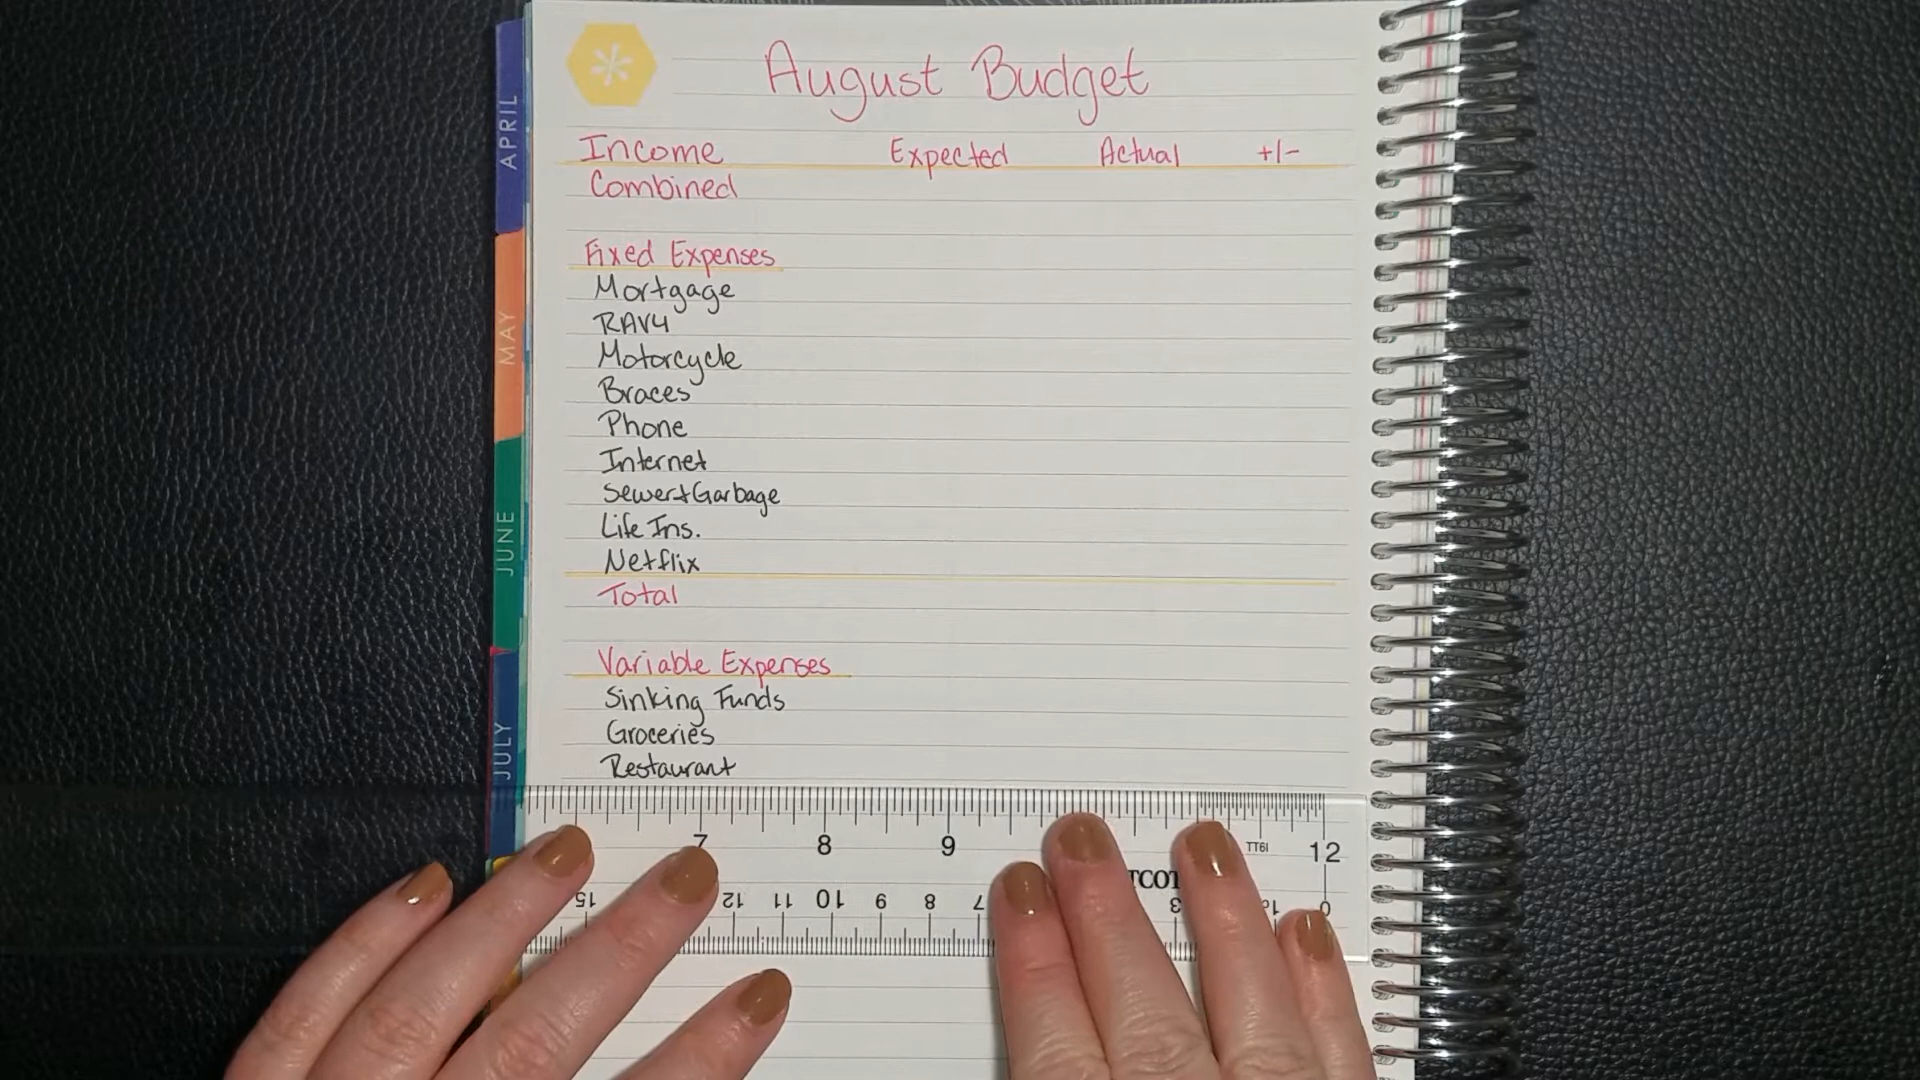 August Budget
Income Expected Actual +/-
Combined
Fixed Expenses
Mortgage
RAV4
Motorcycle
Braces
Phone
Internet
Sewer+Garbage
Life Ins.
Netflix
Total
Variable Expenses
Sinking Funds
Groceries
Restaurant
7 8 9 TT6I 12
TCOT
15 12 11 10 9 8 7 3 0
APRIL
MAY
JUNE
JULY